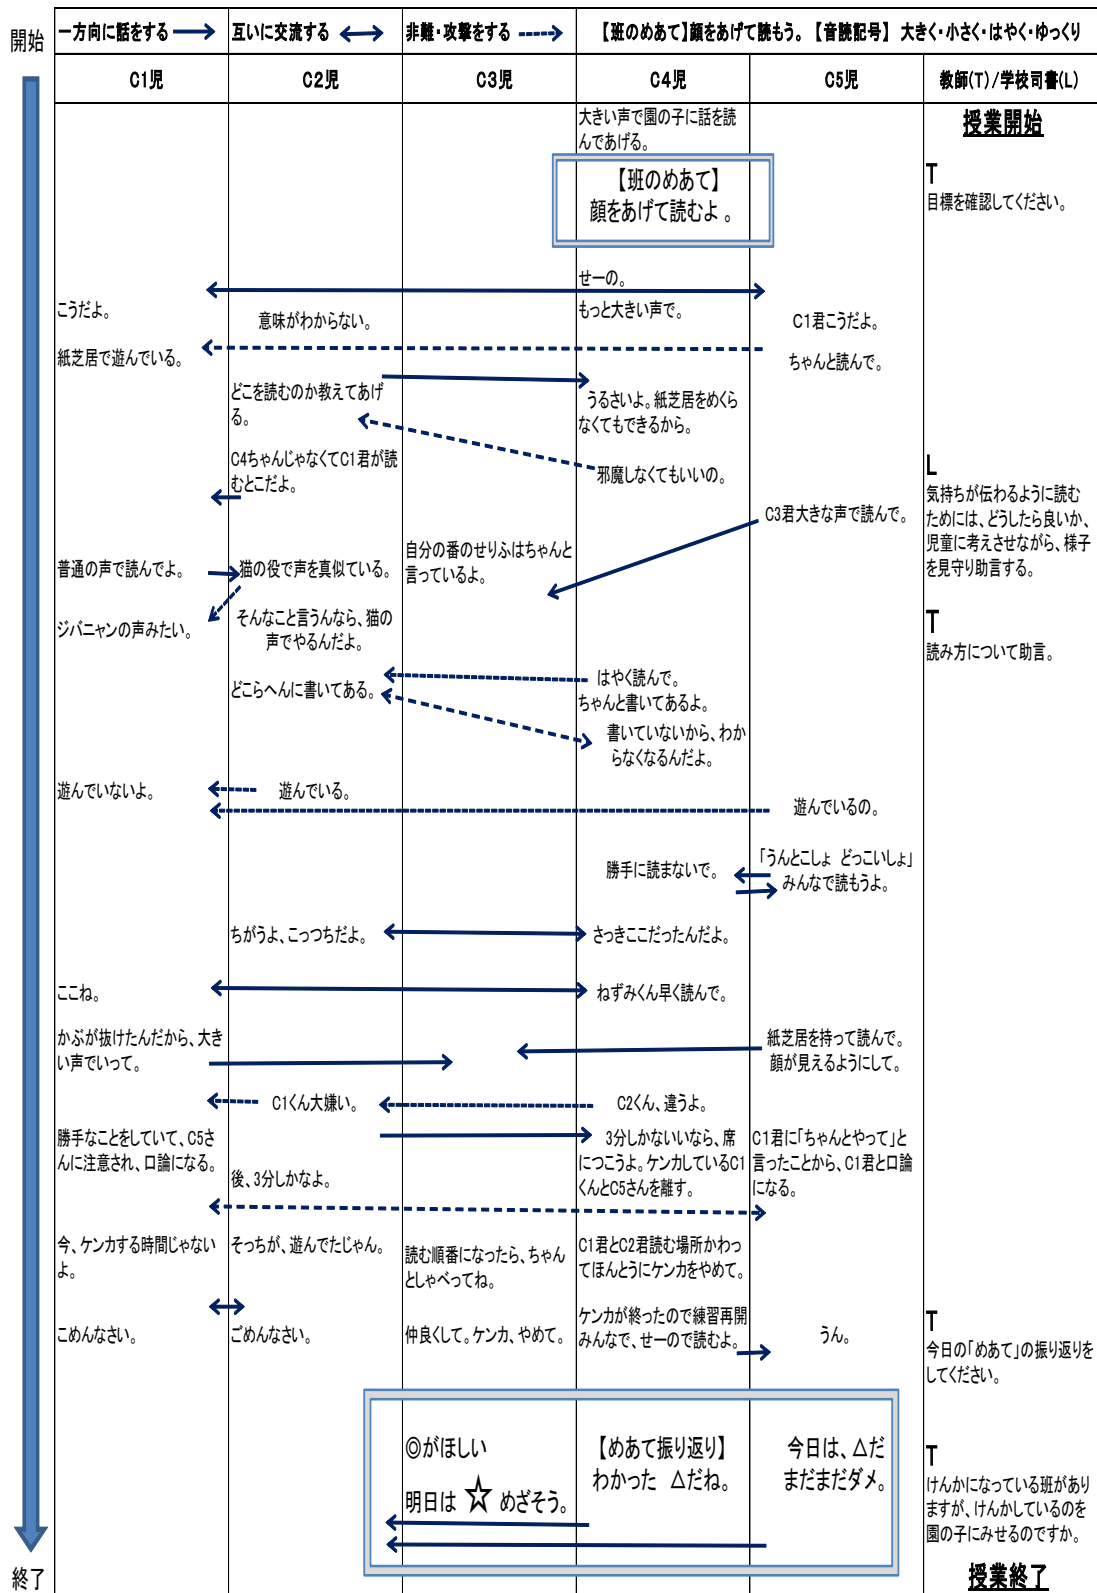 開始
一方向に話をする
互いに交流する
非難・攻撃をする
【班のめあて】顔をあげて読もう。【音読記号】 大きく・小さく・はやく・ゆっくり
C1児
C2児
C3児
C4児
C5児
教師(T)/学校司書(L)
大きい声で園の子に話を読
んであげる。
授業開始
【班のめあて】
顔をあげて読むよ 。
T
目標を確認してください。
せーの。
こうだよ。
意味がわからない。
もっと大きい声で。
C1君こうだよ。
紙芝居で遊んでいる。
ちゃんと読んで。
どこを読むのか教えてあげ
る。
うるさいよ。紙芝居をめくら
なくてもできるから。
C4ちゃんじゃなくてC1君が読
むとこだよ。
邪魔しなくてもいいの。
L
気持ちが伝わるように読む
ためには、どうしたら良いか、
児童に考えさせながら、様子
を見守り助言する。
C3君大きな声で読んで。
自分の番のせりふはちゃんと
言っているよ。
普通の声で読んでよ。
猫の役で声を真似ている。
ジバニャンの声みたい。
そんなこと言うんなら、猫の
声でやるんだよ。
T
読み方について助言。
どこらへんに書いてある。
はやく読んで。
ちゃんと書いてあるよ。
書いていないから、わか
らなくなるんだよ。
遊んでいないよ。
遊んでいる。
遊んでいるの。
勝手に読まないで。
「うんとこしょ どっこいしょ」
みんなで読もうよ。
ちがうよ、こっつちだよ。
さっきここだったんだよ。
ここね。
ねずみくん早く読んで。
かぶが抜けたんだから、大き
い声でいって。
紙芝居を持って読んで。
顔が見えるようにして。
C1くん大嫌い。
C2くん、違うよ。
勝手なことをしていて、C5さ
んに注意され、口論になる。
後、3分しかなよ。
3分しかないいなら、席
につこうよ。ケンカしているC1
くんとC5さんを離す。
C1君に「ちゃんとやって」と
言ったことから、C1君と口論
になる。
今、ケンカする時間じゃない
よ。
そっちが、遊んでたじゃん。
読む順番になったら、ちゃん
としゃべってね。
C1君とC2君読む場所かわっ
てほんとうにケンカをやめて。
こめんなさい。
ごめんなさい。
仲良くして。ケンカ、やめて。
ケンカが終ったので練習再開
みんなで、せーので読むよ。
うん。
T
今日の「めあて」の振り返りを
してください。
◎がほしい
明日は ☆ めざそう。
【めあて振り返り】
わかった △だね。
今日は、△だ
まだまだダメ。
T
けんかになっている班があり
ますが、けんかしているのを
園の子にみせるのですか。
終了
授業終了